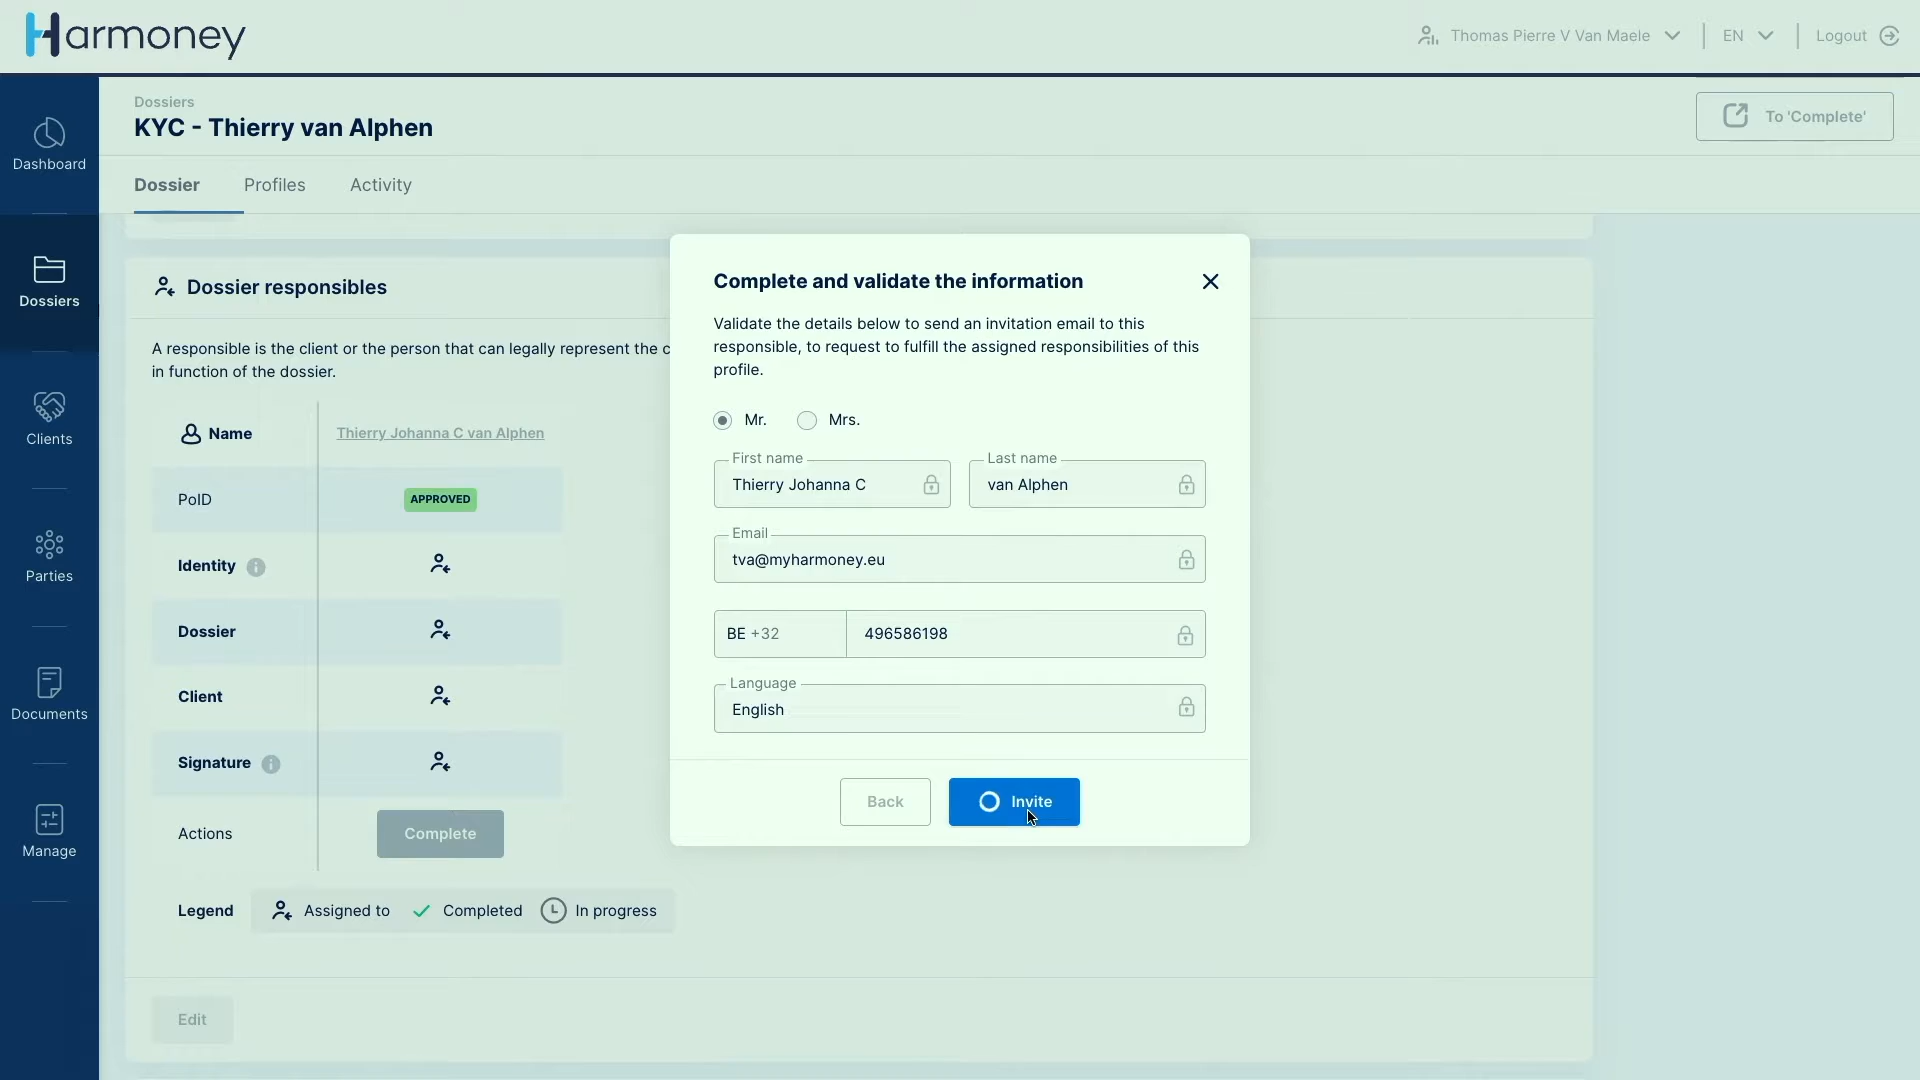 Harmoney
Thomas Pierre V Van Maele
EN
Logout
Dossiers
KYC - Thierry van Alphen
To 'Complete'
Dossier
Profiles
Activity
Dashboard
Dossiers
Clients
Parties
Documents
Manage
Dossier responsibles
A responsible is the client or the person that can legally represent the c
in function of the dossier.
Name
Thierry Johanna C van Alphen
PoID
APPROVED
Identity
Dossier
Client
Signature
Actions
Complete
Legend
Assigned to
Completed
In progress
Edit
Complete and validate the information
Validate the details below to send an invitation email to this
responsible, to request to fulfill the assigned responsibilities of this
profile.
Mr.
Mrs.
First name
Thierry Johanna C
Last name
van Alphen
Email
tva@myharmoney.eu
BE +32
496586198
Language
English
Back
Invite